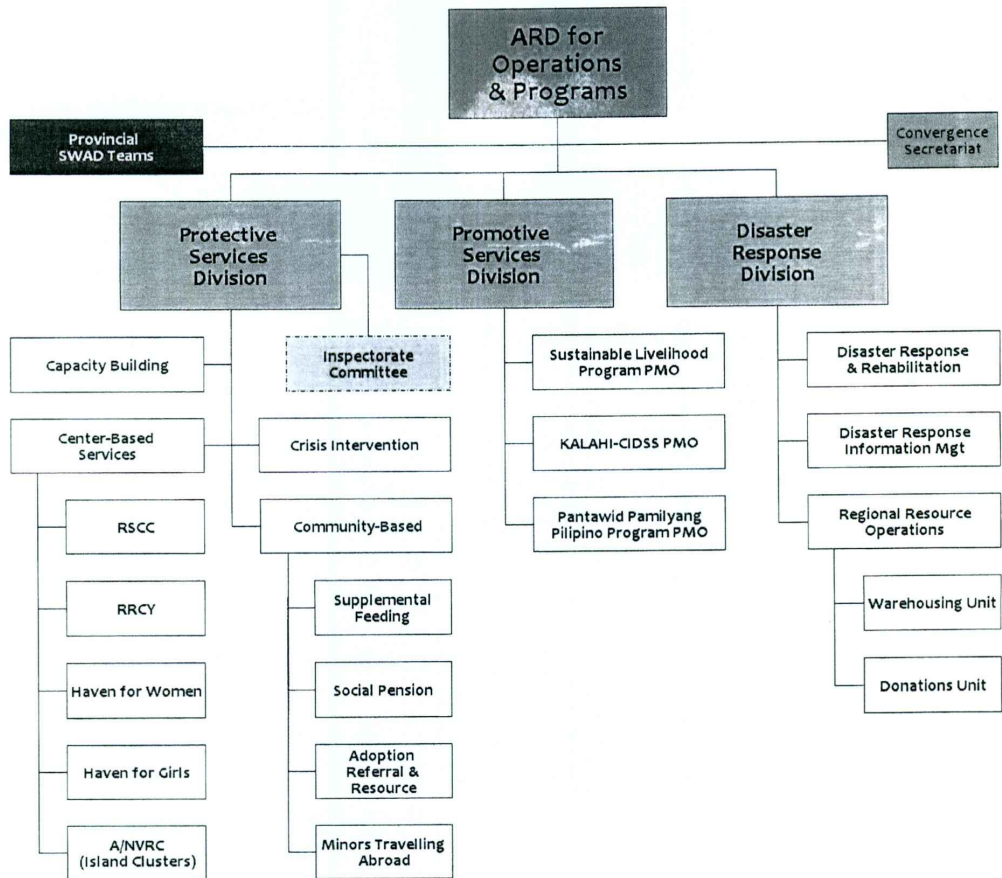 ARD for
Operations
& Programs
Provincial
SWAD Teams
Convergence
Secretariat
Protective
Services
Division
Promotive
Services
Division
Disaster
Response
Division
Capacity Building
Inspectorate
Committee
Sustainable Livelihood
Program PMO
Disaster Response
& Rehabilitation
Center-Based
Services
Crisis Intervention
KALAHI-CIDSS PMO
Disaster Response
Information Mgt
RSCC
Community-Based
Pantawid Pamilyang
Pilipino Program PMO
Regional Resource
Operations
RRCY
Supplemental
Feeding
Warehousing Unit
Haven for Women
Social Pension
Donations Unit
Haven for Girls
Adoption
Referral &
Resource
A/NVRC
(Island Clusters)
Minors Travelling
Abroad